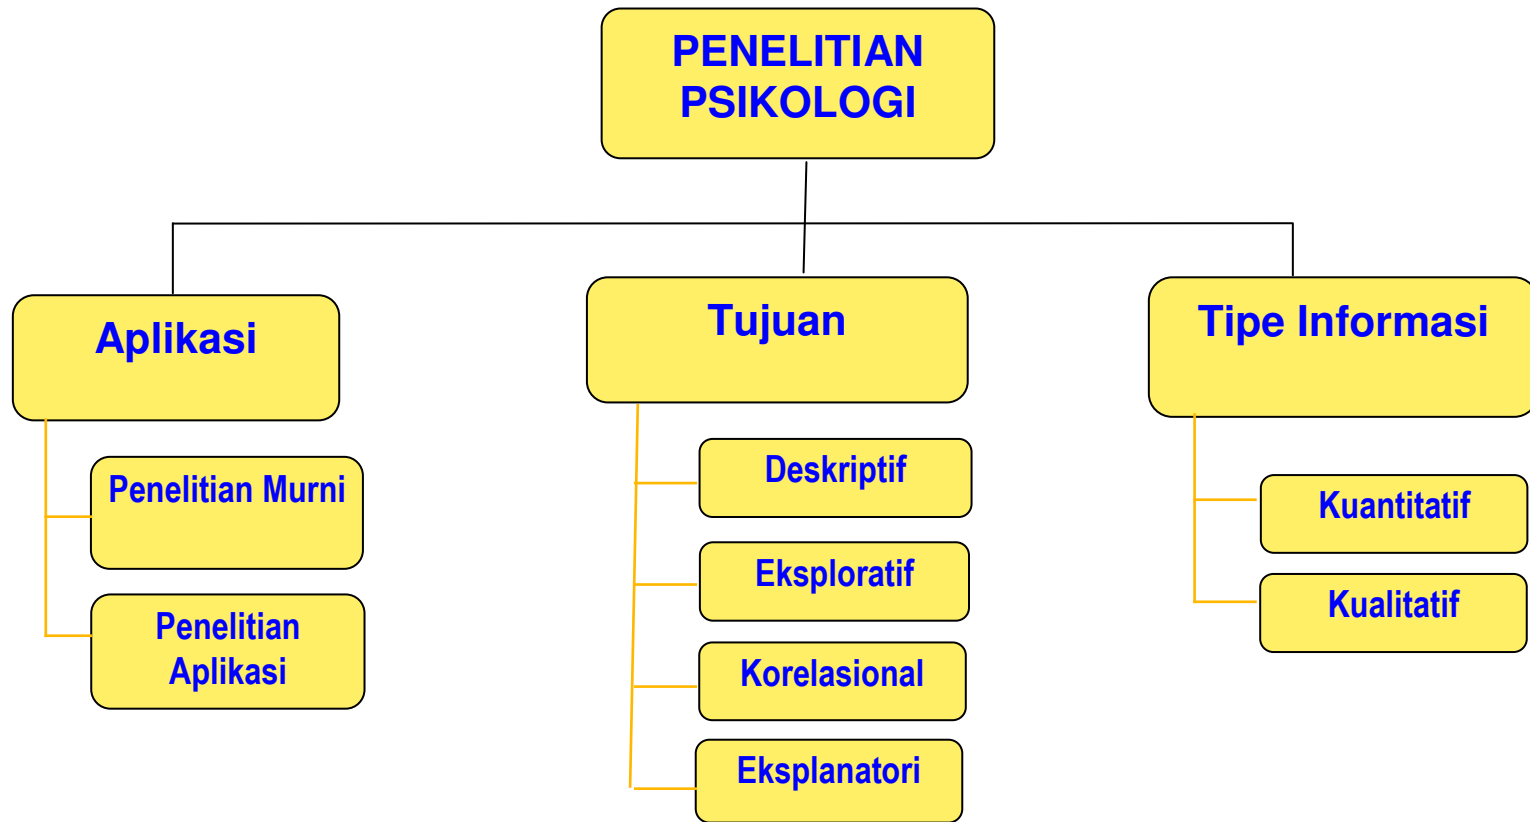 PENELITIAN
PSIKOLOGI
Aplikasi
Penelitian Murni
Penelitian
Aplikasi
Tujuan
Deskriptif
Eksploratif
Korelasional
Eksplanatori
Tipe Informasi
Kuantitatif
Kualitatif